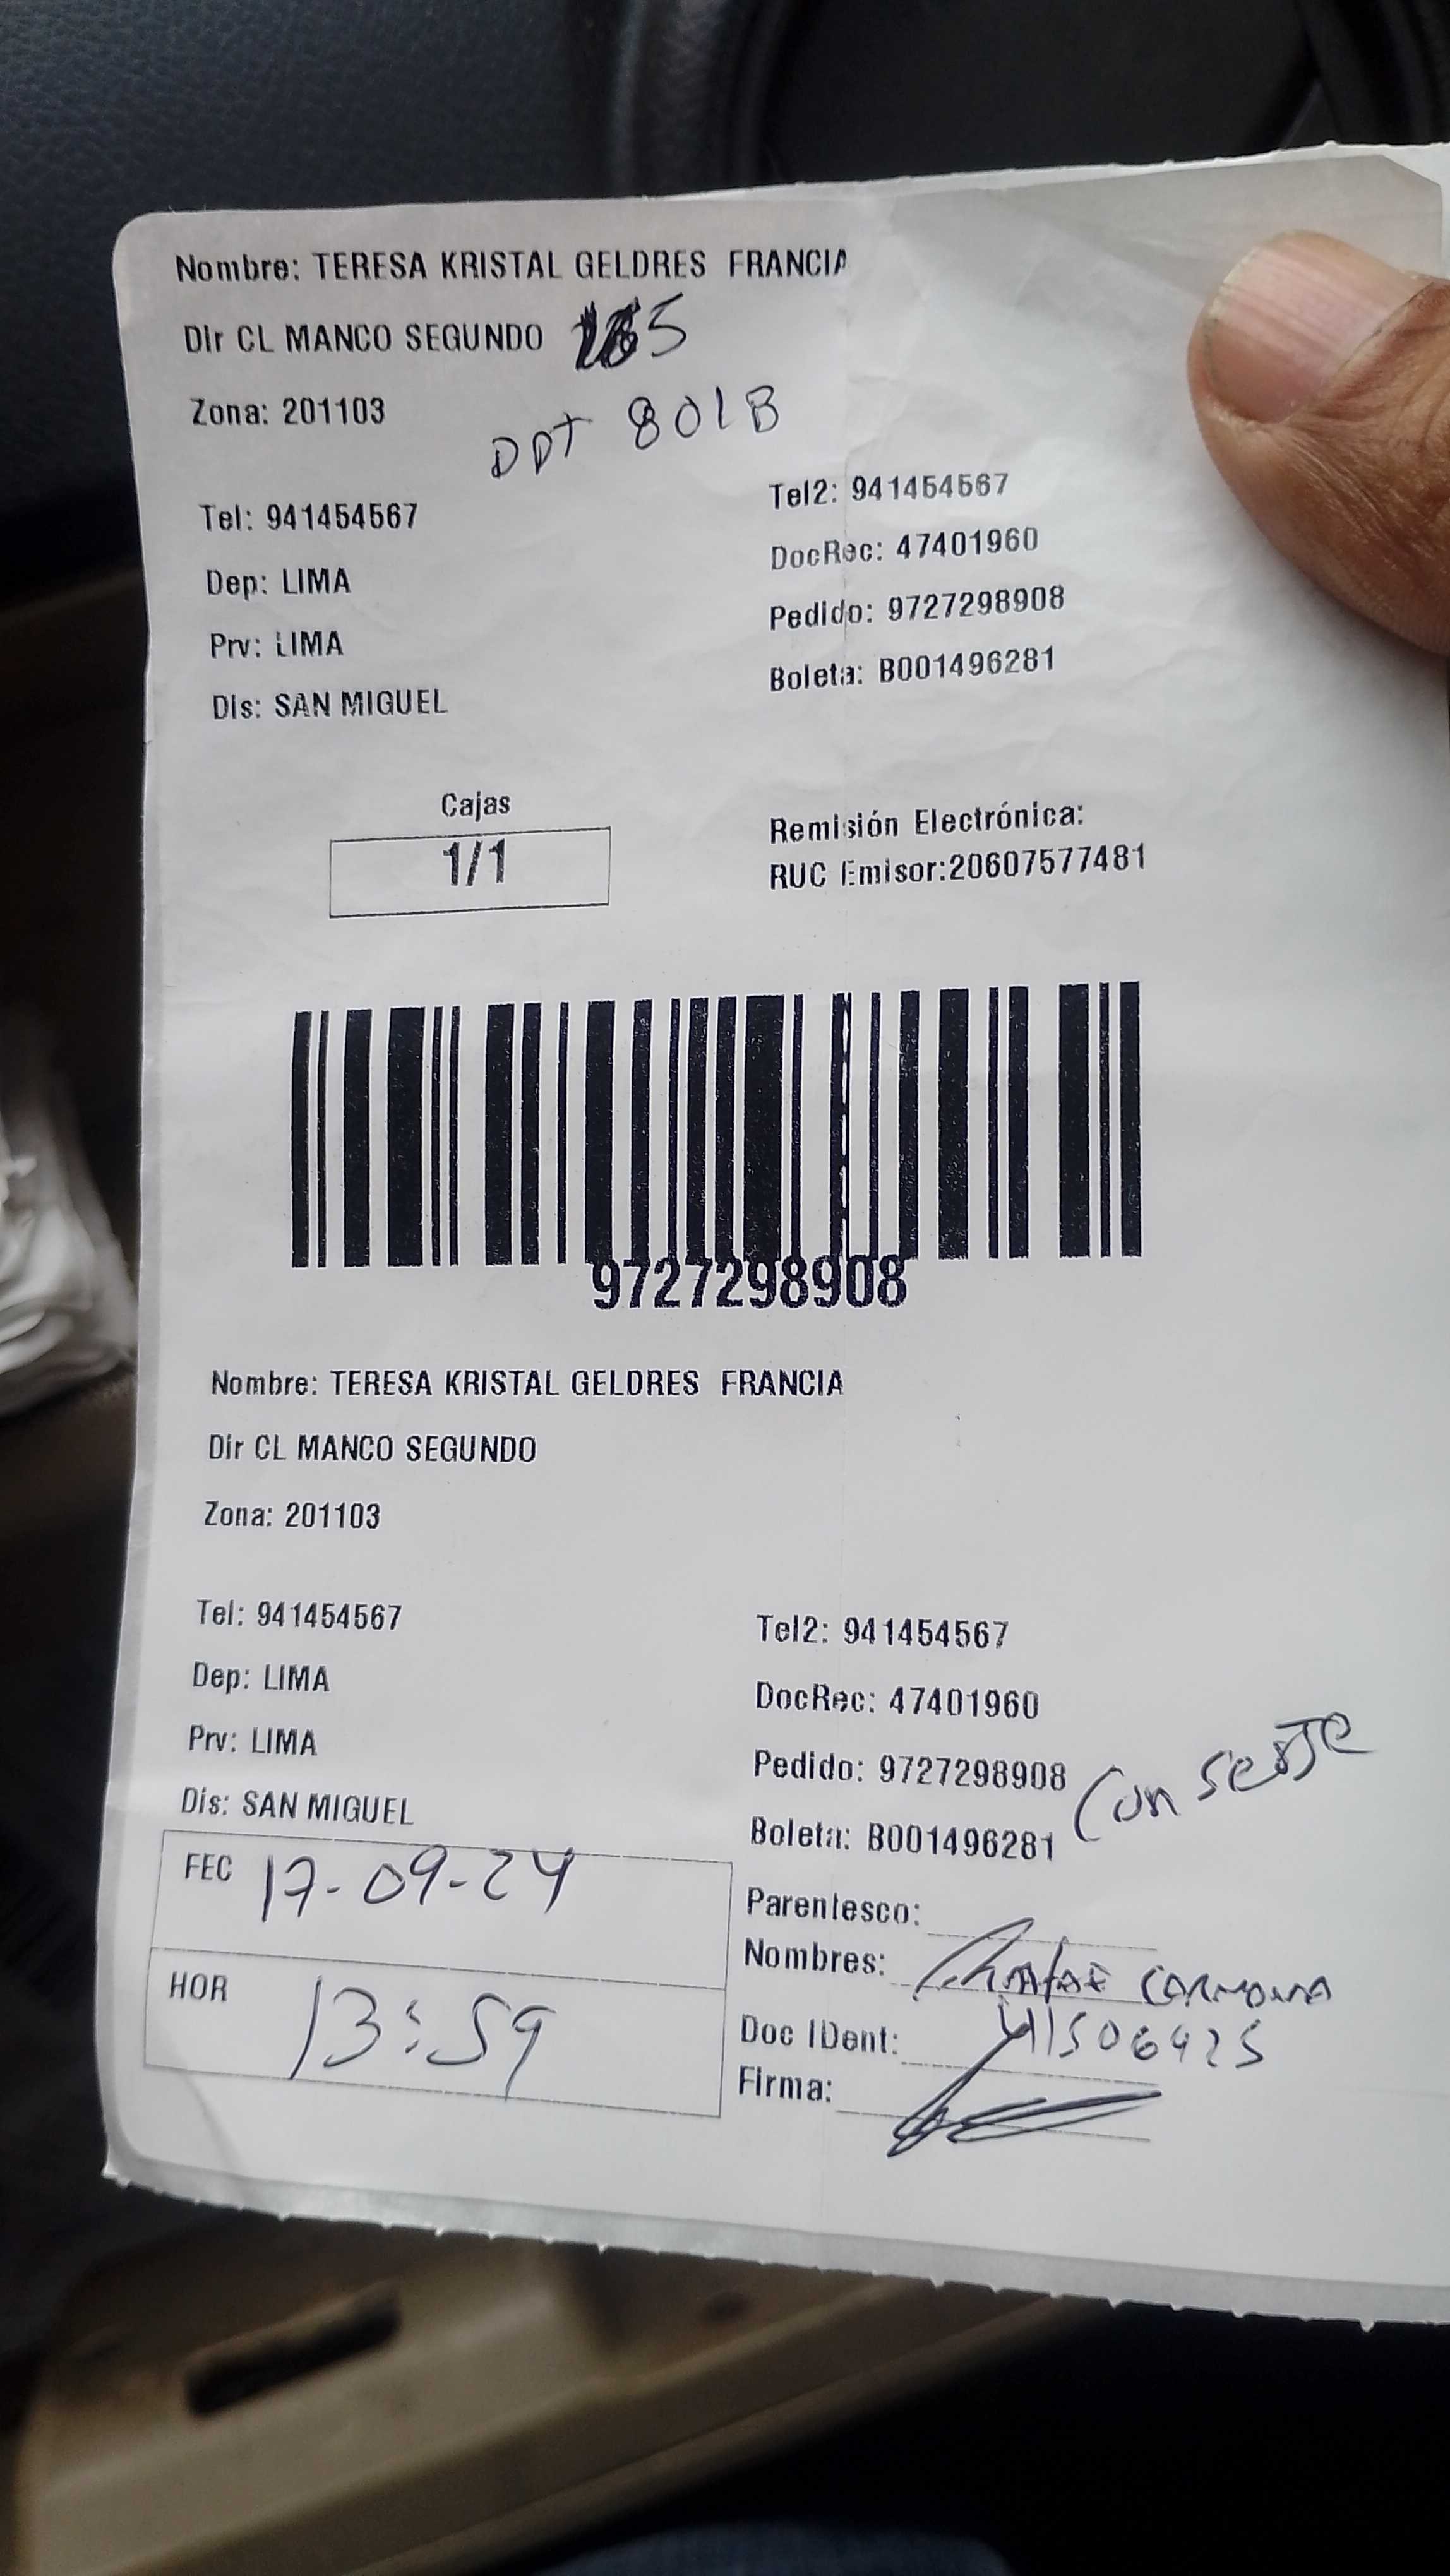 Nombre: TERESA KRISTAL GELDRES FRANCIA
Dir CL MANCO SEGUNDO
Zona: 201103
DPT 801B
Tel: 941454567
Tel2: 941454567
DocRec: 47401960
Dep: LIMA
Pedido: 9727298908
Prv: LIMA
Boleta: B001496281
Dis: SAN MIGUEL
Cajas
1/1
Remisión Electrónica:
RUC Emisor:20607577481
9727298908
Nombre: TERESA KRISTAL GELDRES FRANCIA
Dir CL MANCO SEGUNDO
Zona: 201103
Tel: 941454567
Tel2: 941454567
Dep: LIMA
DocRec: 47401960
Prv: LIMA
Pedido: 9727298908
Dis: SAN MIGUEL
Boleta: B001496281
Conserje
FEC 17-09-24
Parentesco:
Nombres: CARMONA
HOR 13:59
Doc IDent:
Firma: